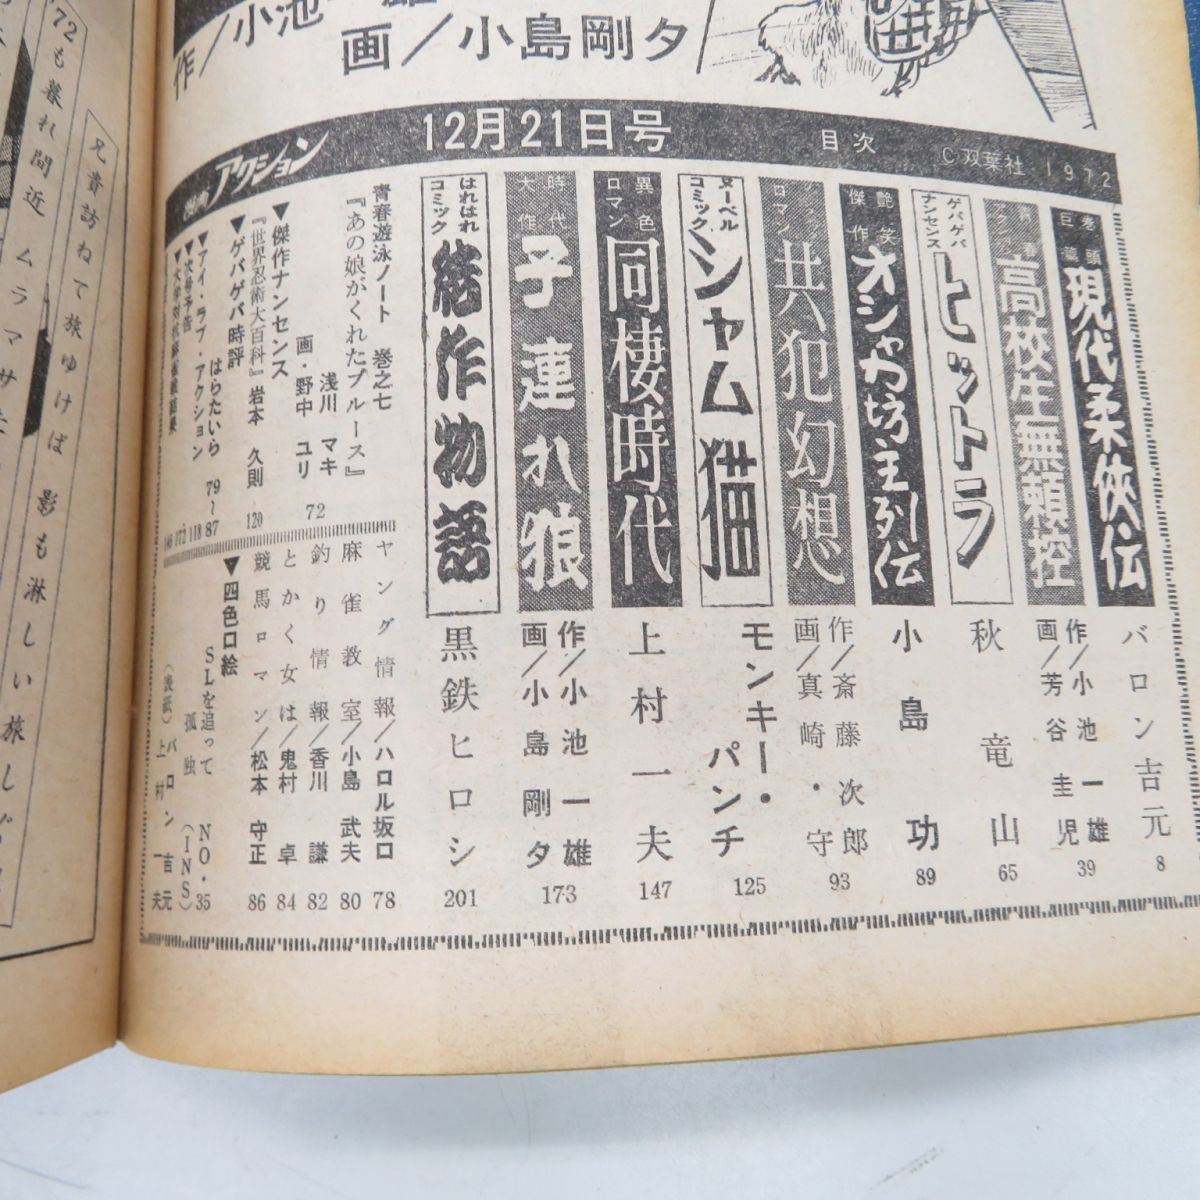 作／小池一雄
画／小島剛夕
漫画アクション
12月21日号
目次
C双葉社 1972
巻頭巨篇
現代柔侠伝
バロン吉元
8
高校生無頼控
作／小池一雄
画／芳谷圭児
39
ゲバゲバナンセンス
ヒットラ
秋竜山
65
艶笑傑作
オシャカ坊主列伝
小島功
89
ロマン
共犯幻想
作／斎藤次郎
画／真崎・守
93
ヌーベルコミック
シャム猫
モンキー・パンチ
125
異色ロマン
同棲時代
上村一夫
147
時代大作
子連れ狼
作／小池一雄
画／小島剛夕
173
はれはれコミック
作物語
黒鉄ヒロシ
201
青春遊泳ノート 巻之七
『あの娘がくれたブルース』
浅川マキ
画・野中ユリ
72
▼傑作ナンセンス
『世界忍術大百科』岩本久則
120
▼ゲバゲバ時評
はらたいら
79～87
▼アイ・ラブ・アクション
118
▼次号予告
172
ヤング情報／ハロル坂口
78
麻雀教室／小島武夫
80
釣り情報／香川謙
82
とかく女は／鬼村卓
84
競馬ロマン／松本守正
86
▼四色口絵
SLを追って NO・35
孤独 (INS)
(表紙) バロン吉元
上村一夫
'72も暮れ間近 ムラマサ
兄貴訪ねて旅ゆけば 影も淋しい旅しぐれ